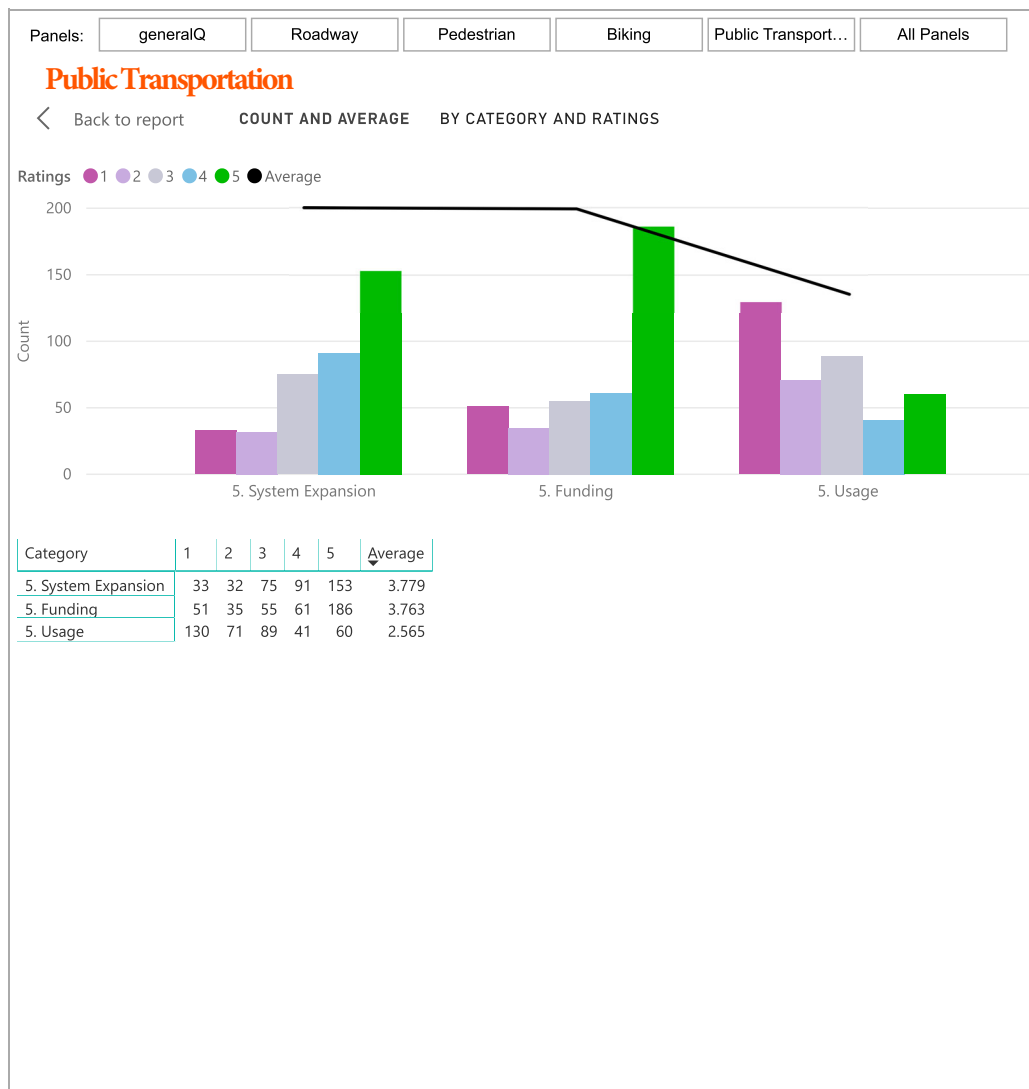 Panels: generalQ Roadway Pedestrian Biking Public Transport… All Panels
Public Transportation
Back to report COUNT AND AVERAGE BY CATEGORY AND RATINGS
Ratings 1 2 3 4 5 Average
200
150
100
50
0
Count
5. System Expansion 5. Funding 5. Usage
Category 1 2 3 4 5 Average
5. System Expansion 33 32 75 91 153 3.779
5. Funding 51 35 55 61 186 3.763
5. Usage 130 71 89 41 60 2.565